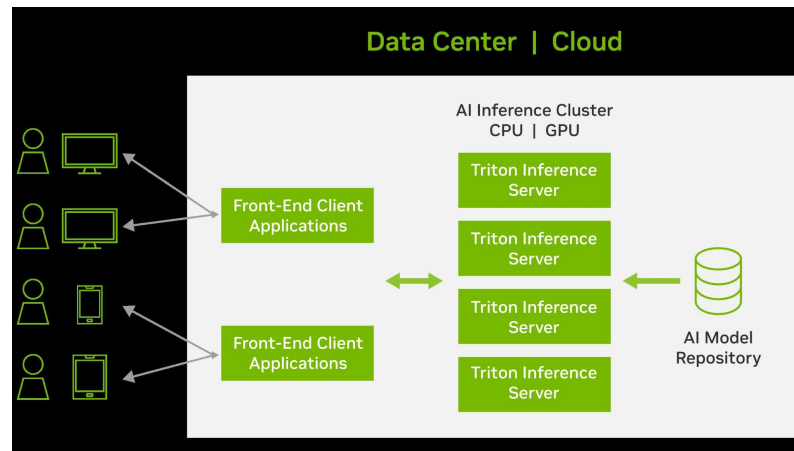 Data Center | Cloud
AI Inference Cluster
CPU | GPU
Front-End Client
Applications
Front-End Client
Applications
Triton Inference
Server
Triton Inference
Server
Triton Inference
Server
Triton Inference
Server
AI Model
Repository